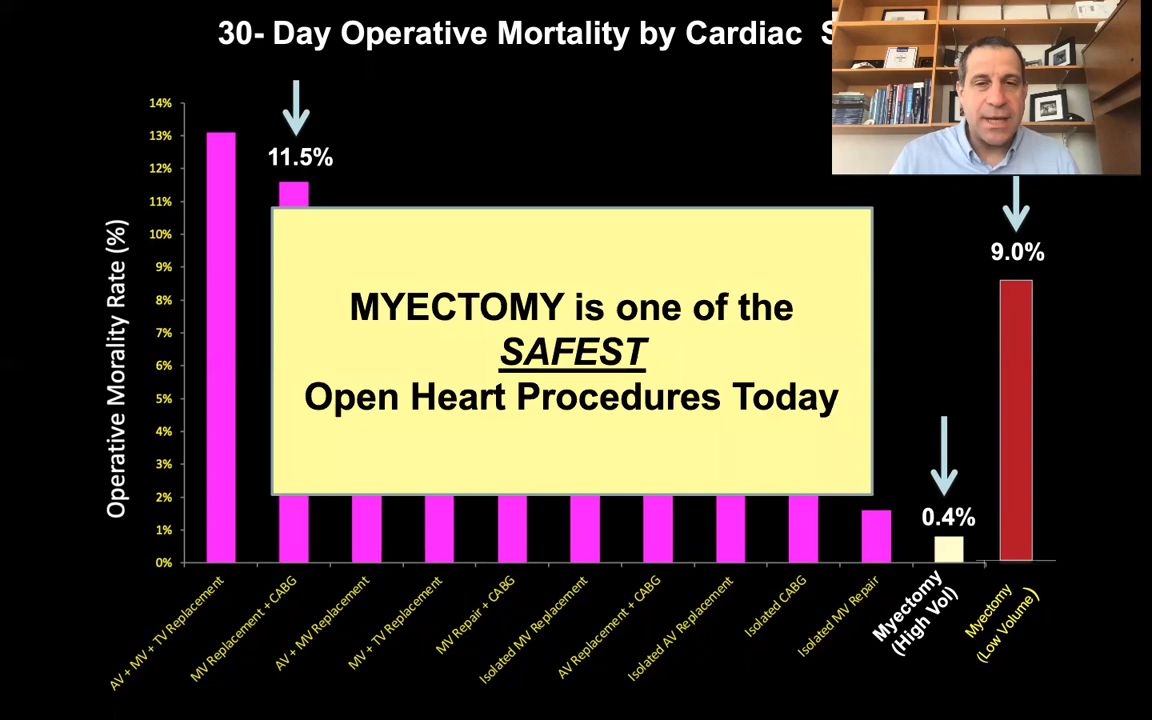 30- Day Operative Mortality by Cardiac
14%
13%
12%
11%
10%
9%
8%
7%
6%
5%
4%
3%
2%
1%
0%
Operative Morality Rate (%)
11.5%
9.0%
0.4%
MYECTOMY is one of the
SAFEST
Open Heart Procedures Today
AV + MV + TV Replacement
MV Replacement + CABG
AV + MV Replacement
MV + TV Replacement
MV Repair + CABG
Isolated MV Replacement
AV Replacement + CABG
Isolated AV Replacement
Isolated CABG
Isolated MV Repair
Myectomy
(High Vol)
Myectomy
(Low Volume)